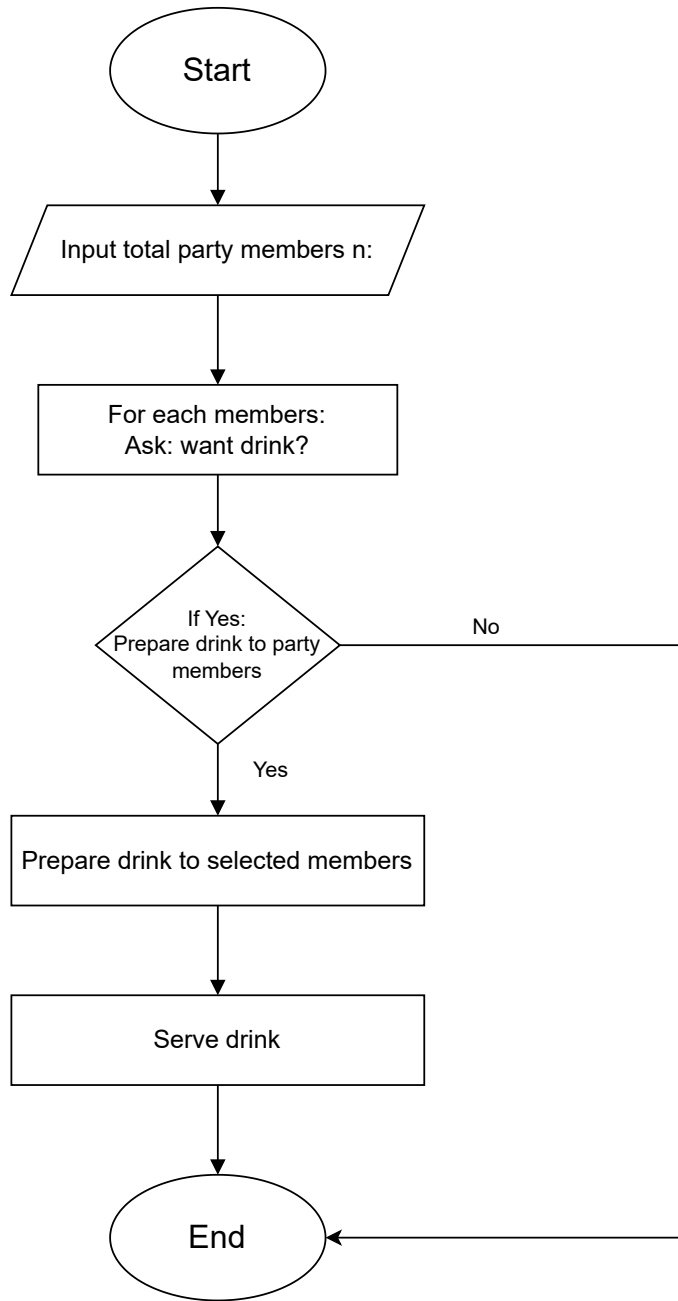 Start
Input total party members n:
For each members:
Ask: want drink?
If Yes:
Prepare drink to party
members
No
Yes
Prepare drink to selected members
Serve drink
End